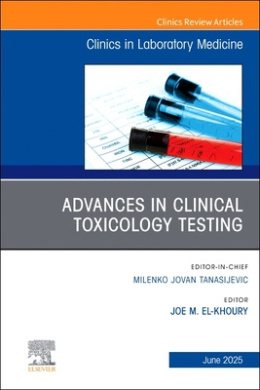 Clinics Review Articles
Clinics in Laboratory Medicine
ADVANCES IN CLINICAL
TOXICOLOGY TESTING
EDITOR-IN-CHIEF
MILENKO JOVAN TANASIJEVIC
EDITOR
JOE M. EL-KHOURY
ELSEVIER
June 2025